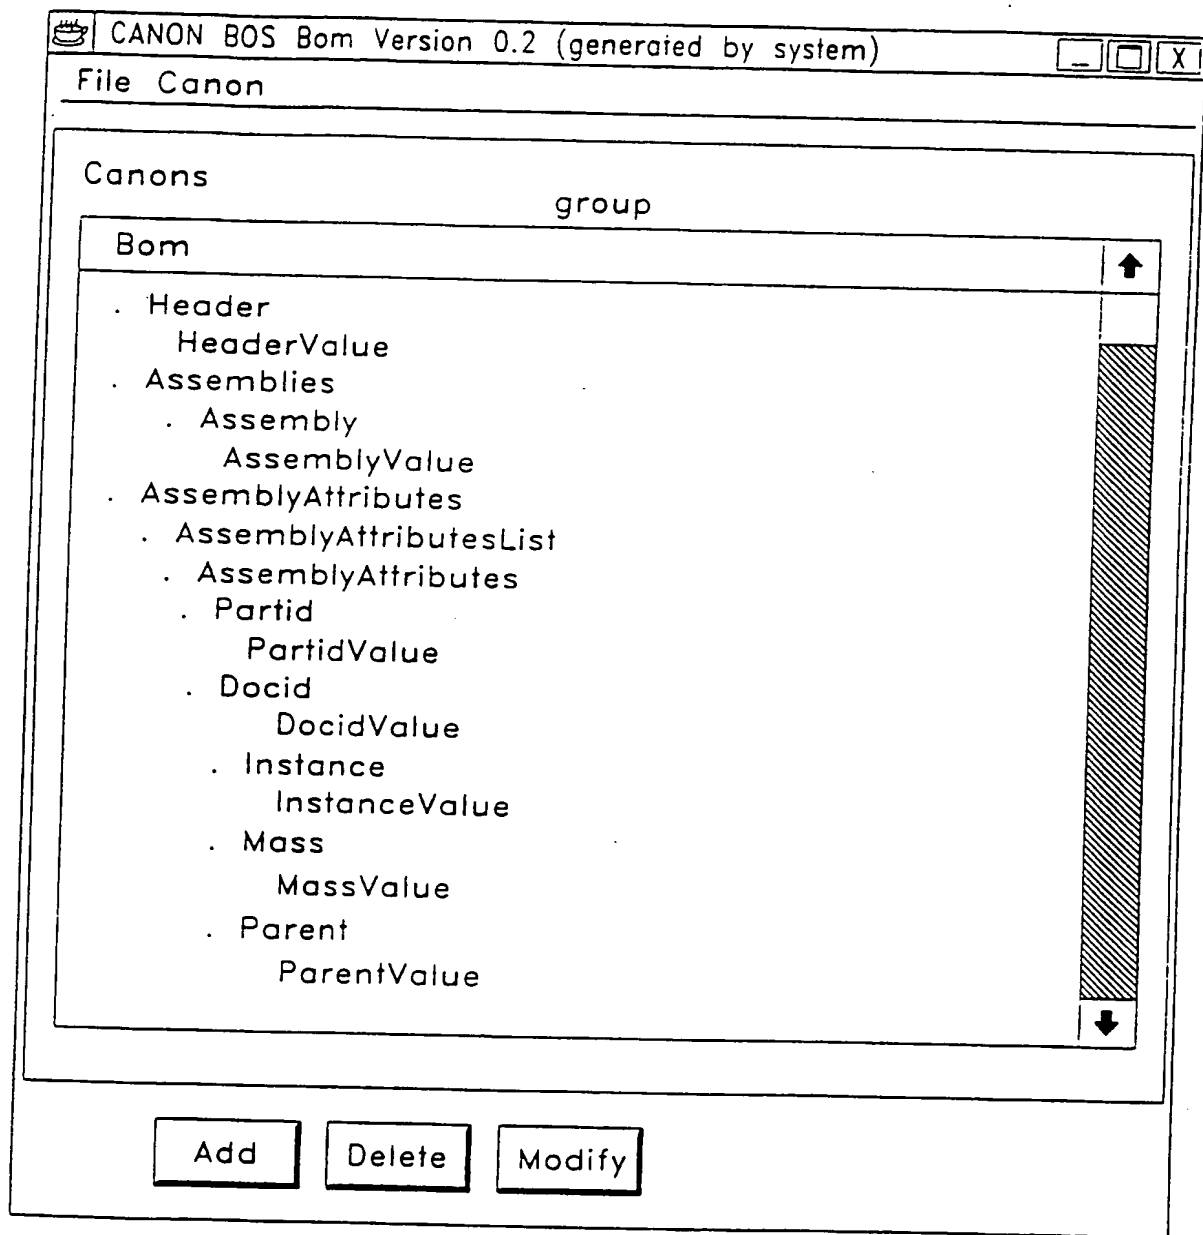 CANON BOS Bom Version 0.2 (generated by system)
File Canon
Canons
group
Bom
. Header
HeaderValue
. Assemblies
. Assembly
AssemblyValue
. AssemblyAttributes
. AssemblyAttributesList
. AssemblyAttributes
. Partid
PartidValue
. Docid
DocidValue
. Instance
InstanceValue
. Mass
MassValue
. Parent
ParentValue
Add Delete Modify